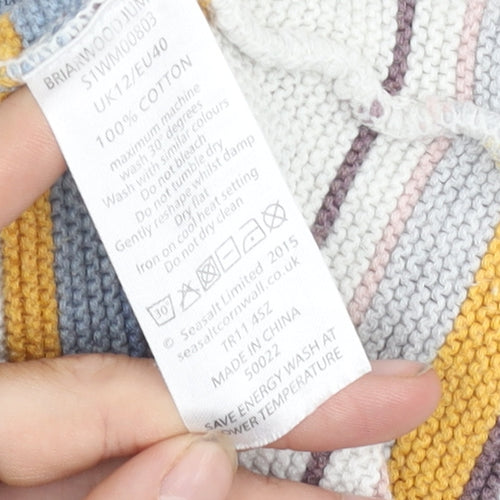 BRIARWOOD JUM
S1WM00803
UK12/EU40
100% COTTON
maximum machine
Wash 30° degrees
Wash with similar colours
Do not bleach
Do not tumble dry
Gently reshape whilst damp
Dry flat
Iron on cool heat setting
Do not dry clean
30
© Seasalt Limited 2015
seasaltcornwall.co.uk
TR11 4SZ
MADE IN CHINA
50022
SAVE ENERGY WASH AT
LOWER TEMPERATURE